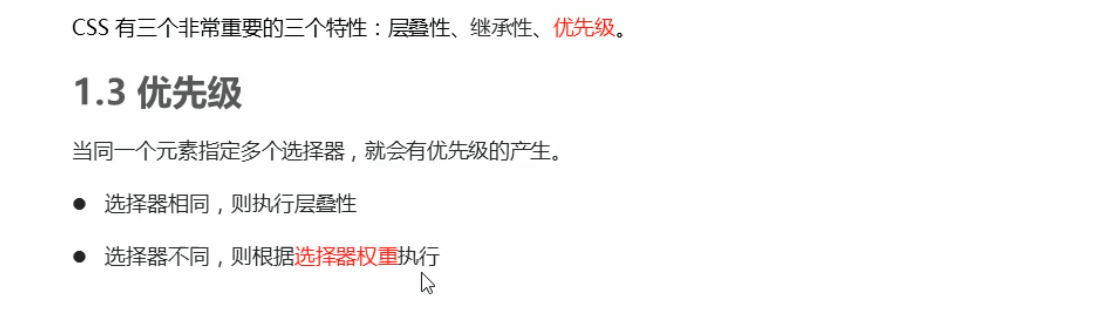 CSS 有三个非常重要的三个特性：层叠性、继承性、优先级。
1.3 优先级
当同一个元素指定多个选择器，就会有优先级的产生。
● 选择器相同，则执行层叠性
● 选择器不同，则根据选择器权重执行